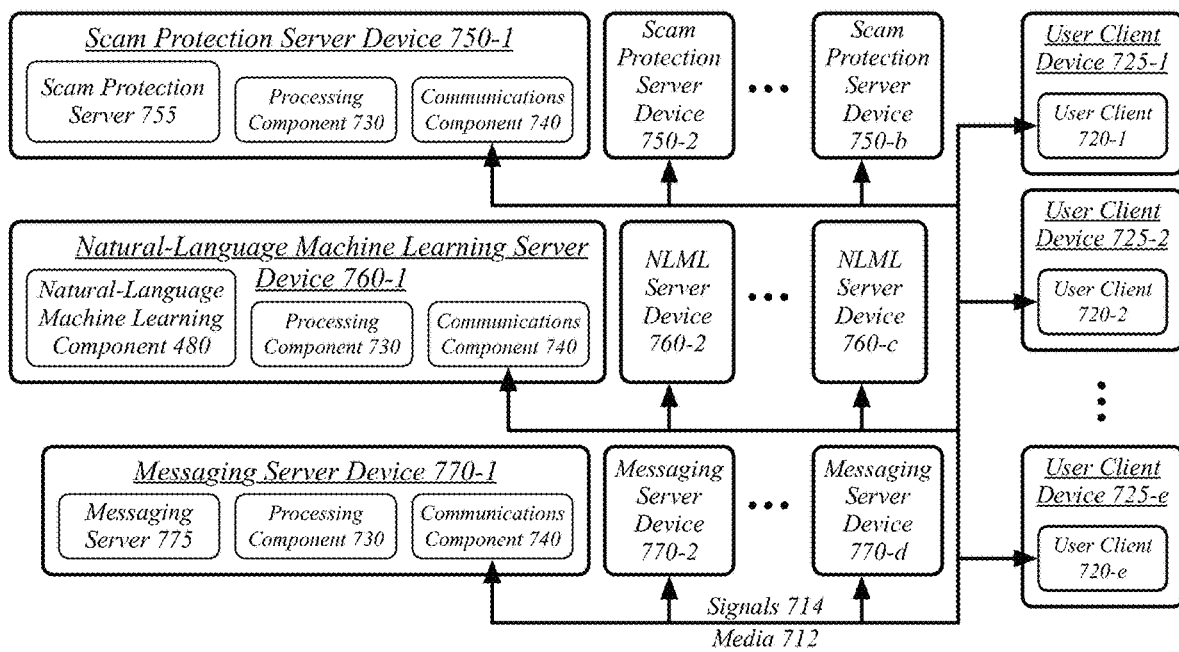 Scam Protection Server Device 750-1
Scam Protection
Server 755
Processing
Component 730
Communications
Component 740
Scam
Protection
Server
Device
750-2
Scam
Protection
Server
Device
750-b
User Client
Device 725-1
User Client
720-1
Natural-Language Machine Learning Server
Device 760-1
Natural-Language
Machine Learning
Component 480
Processing
Component 730
Communications
Component 740
NLML
Server
Device
760-2
NLML
Server
Device
760-c
User Client
Device 725-2
User Client
720-2
Messaging Server Device 770-1
Messaging
Server 775
Processing
Component 730
Communications
Component 740
Messaging
Server
Device
770-2
Messaging
Server
Device
770-d
User Client
Device 725-e
User Client
720-e
Signals 714
Media 712